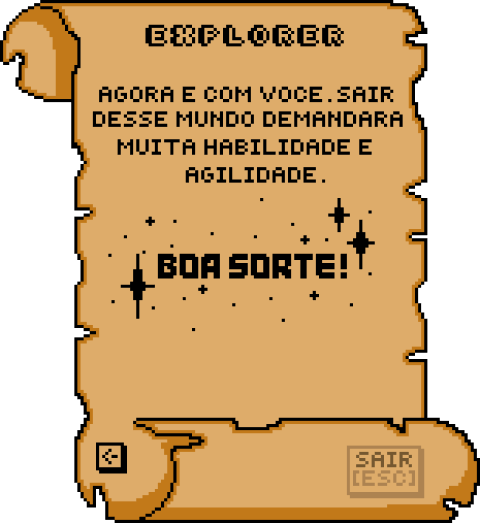 EXPLORER
AGORA E COM VOCE.SAIR
DESSE MUNDO DEMANDARA
MUITA HABILIDADE E
AGILIDADE.
BOA SORTE!
<-
SAIR
[ESC]